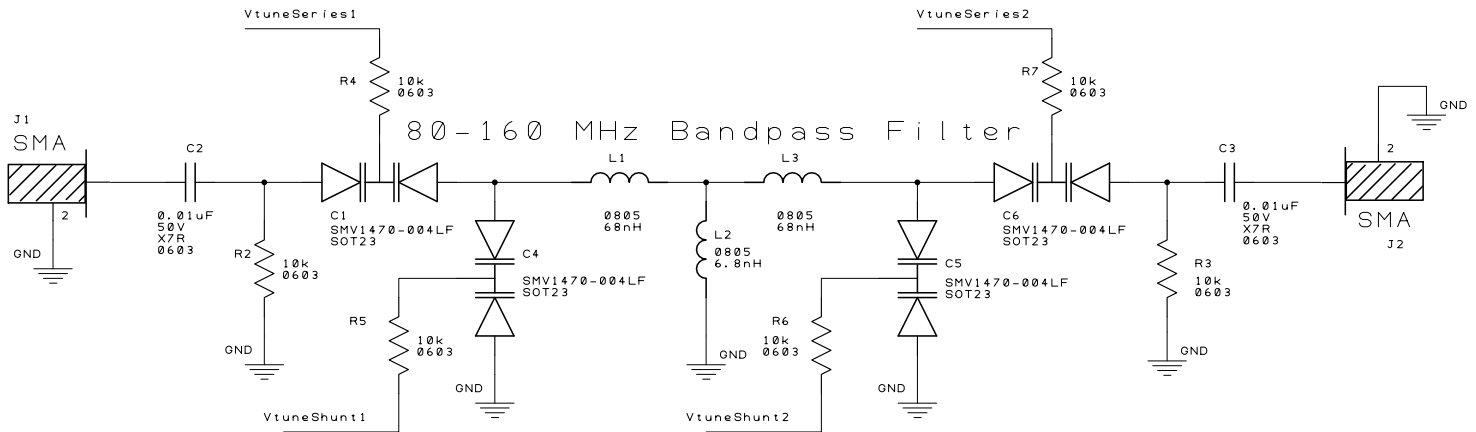 VtuneSeries1
VtuneSeries2
R4
10k
0603
R7
10k
0603
GND
J1
SMA
80-160 MHz Bandpass Filter
C2
L1
L3
C3
2
2
0.01uF
50V
X7R
0603
C1
SMV1470-004LF
SOT23
0805
68nH
0805
68nH
C6
SMV1470-004LF
SOT23
0.01uF
50V
X7R
0603
SMA
J2
GND
R2
10k
0603
C4
SMV1470-004LF
SOT23
L2
0805
6.8nH
C5
SMV1470-004LF
SOT23
R3
10k
0603
R5
10k
0603
R6
10k
0603
GND
GND
GND
GND
GND
VtuneShunt1
VtuneShunt2